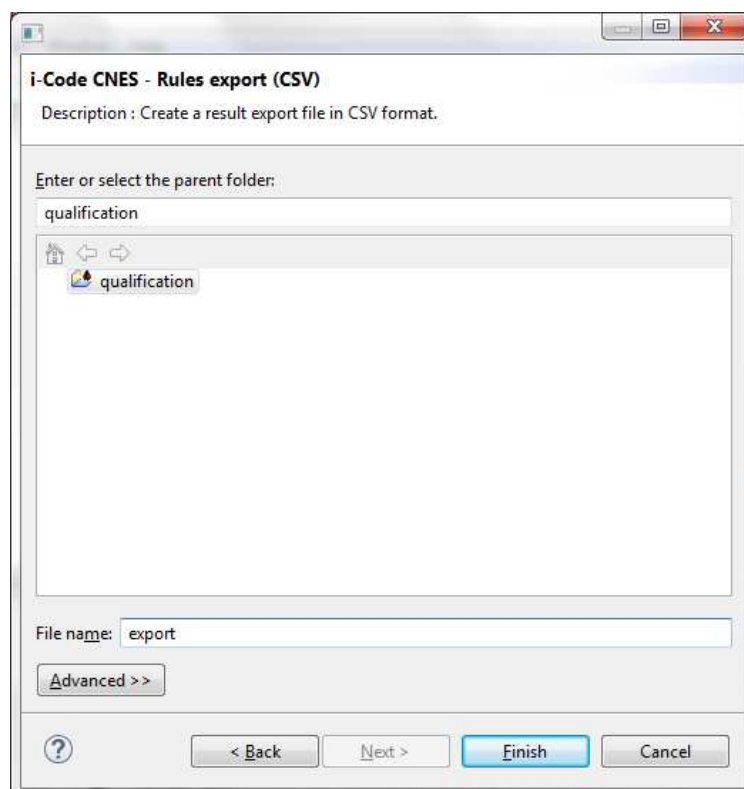 i-Code CNES - Rules export (CSV)
Description : Create a result export file in CSV format.
Enter or select the parent folder:
qualification
qualification
File name: export
Advanced >>
? < Back Next > Finish Cancel